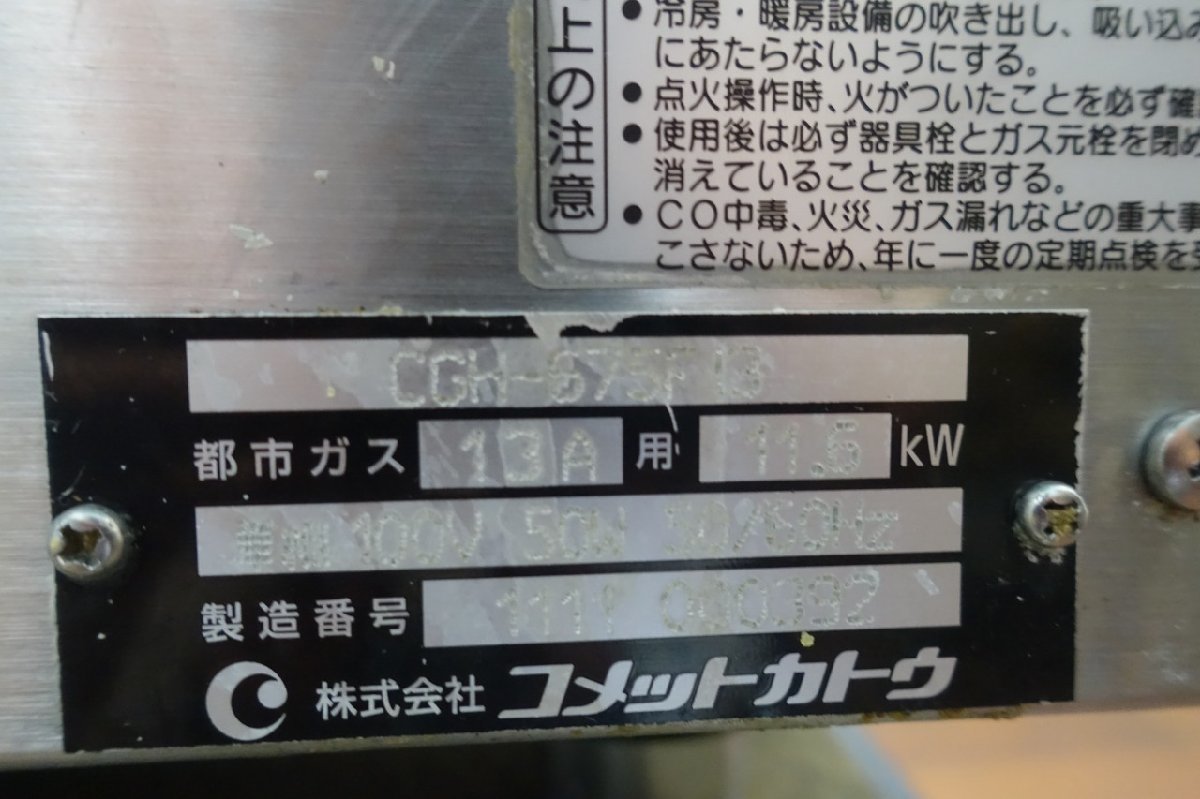 上の注意
●冷房・暖房設備の吹き出し、吸い込み
にあたらないようにする。
●点火操作時、火がついたことを必ず確
●使用後は必ず器具栓とガス元栓を閉め
消えていることを確認する。
●CO中毒、火災、ガス漏れなどの重大事
こさないため、年に一度の定期点検を
CGH-675F 13
都市ガス 13A 用 11.6 kW
単相 100V 50W 50/60Hz
製造番号 111 000392
株式会社 コメットカトウ